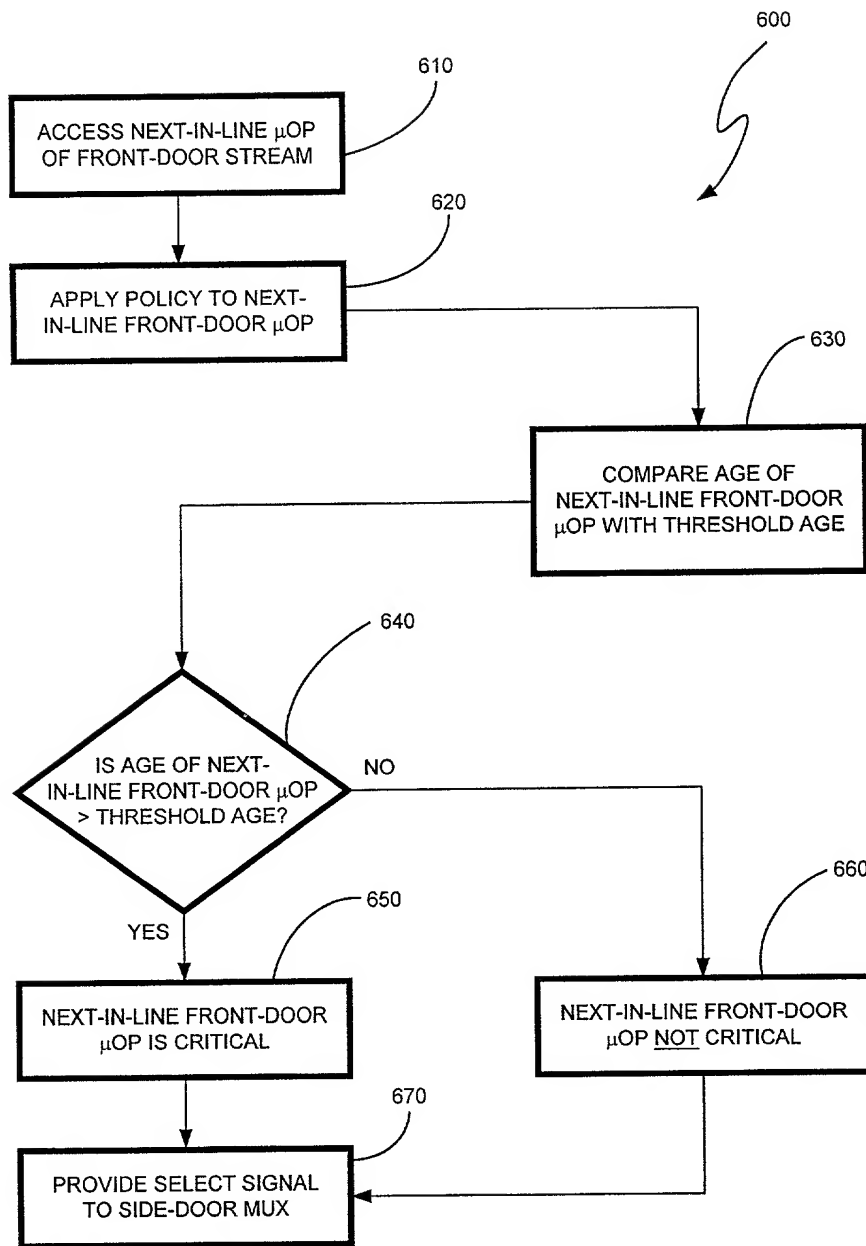 600
610
ACCESS NEXT-IN-LINE μOP
OF FRONT-DOOR STREAM
620
APPLY POLICY TO NEXT-
IN-LINE FRONT-DOOR μOP
630
COMPARE AGE OF
NEXT-IN-LINE FRONT-DOOR
μOP WITH THRESHOLD AGE
640
IS AGE OF NEXT-
IN-LINE FRONT-DOOR μOP
> THRESHOLD AGE?
NO
YES
650
NEXT-IN-LINE FRONT-DOOR
μOP IS CRITICAL
660
NEXT-IN-LINE FRONT-DOOR
μOP NOT CRITICAL
670
PROVIDE SELECT SIGNAL
TO SIDE-DOOR MUX